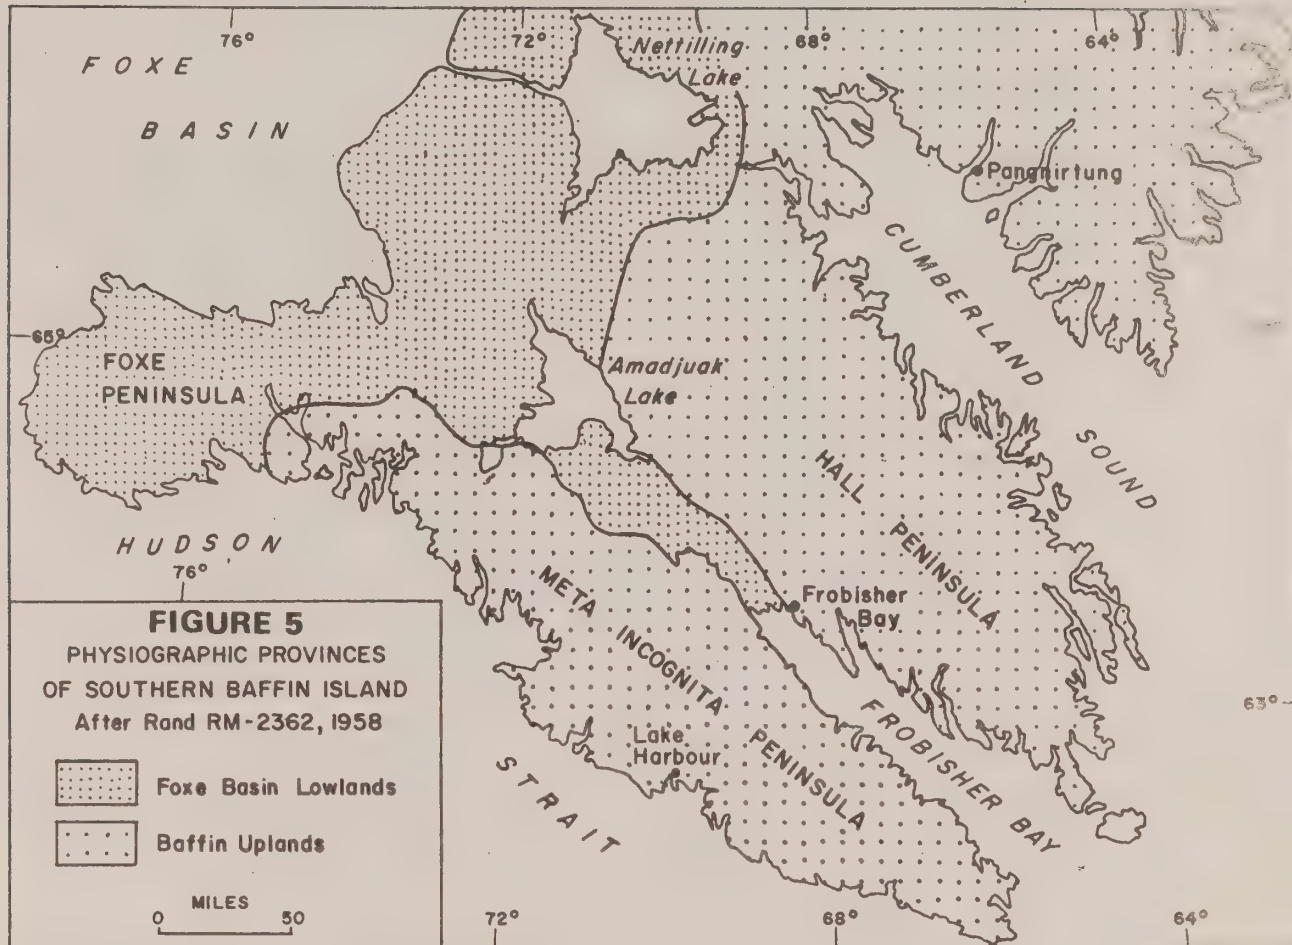 76°
72°
68°
64°
FOXE
BASIN
Nettilling
Lake
Pangnirtung
CUMBERLAND
SOUND
65°
FOXE
PENINSULA
Amadjuak
Lake
HALL
PENINSULA
HUDSON
76°
META
INCOGNITA
PENINSULA
Frobisher
Bay
FROBISHER BAY
63°
Lake
Harbour
STRAIT
FIGURE 5
PHYSIOGRAPHIC PROVINCES
OF SOUTHERN BAFFIN ISLAND
After Rand RM-2362, 1958
Foxe Basin Lowlands
Baffin Uplands
MILES
0 50
72°
68°
64°